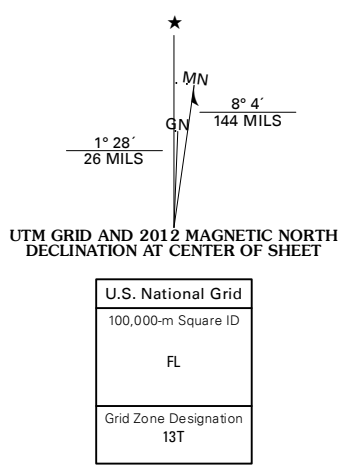 ★
MN
8° 4´
144 MILS
GN
1° 28´
26 MILS
UTM GRID AND 2012 MAGNETIC NORTH
DECLINATION AT CENTER OF SHEET
U.S. National Grid
100,000-m Square ID
FL
Grid Zone Designation
13T